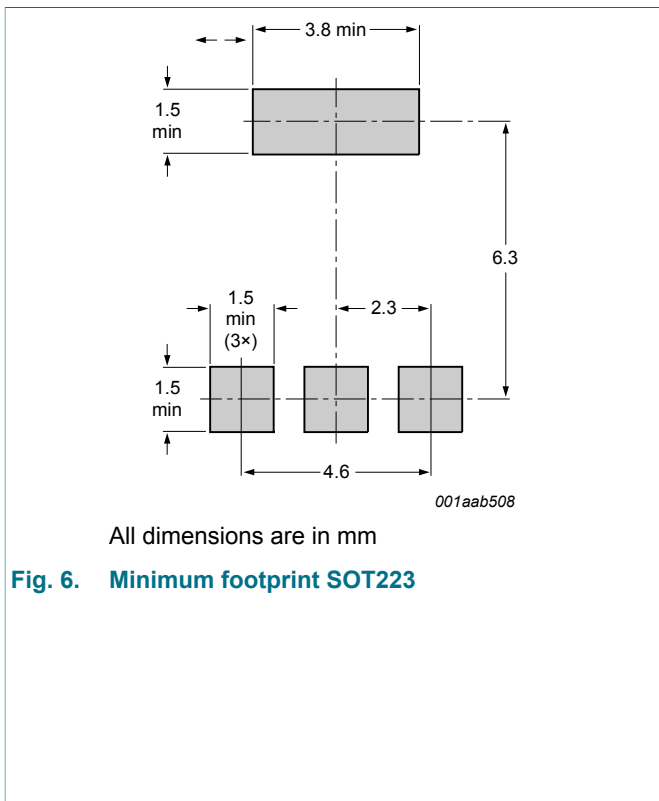 3.8 min
1.5
min
6.3
1.5
min
(3×)
2.3
1.5
min
4.6
001aab508
All dimensions are in mm
Fig. 6. Minimum footprint SOT223